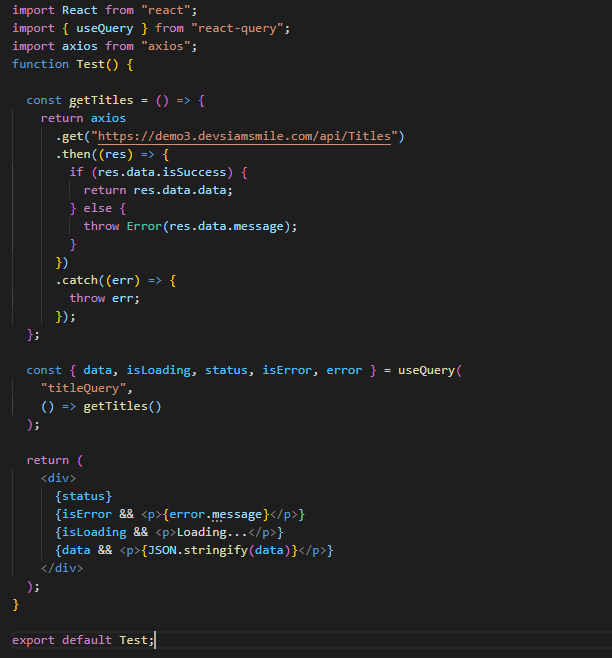 import React from "react";
import { useQuery } from "react-query";
import axios from "axios";
function Test() {
const getTitles = () => {
return axios
.get("https://demo3.devsiamsmile.com/api/Titles")
.then((res) => {
if (res.data.isSuccess) {
return res.data.data;
} else {
throw Error(res.data.message);
}
})
.catch((err) => {
throw err;
});
};
const { data, isLoading, status, isError, error } = useQuery(
"titleQuery",
() => getTitles()
);
return (
<div>
{status}
{isError && <p>{error.message}</p>}
{isLoading && <p>Loading...</p>}
{data && <p>{JSON.stringify(data)}</p>}
</div>
);
}
export default Test;